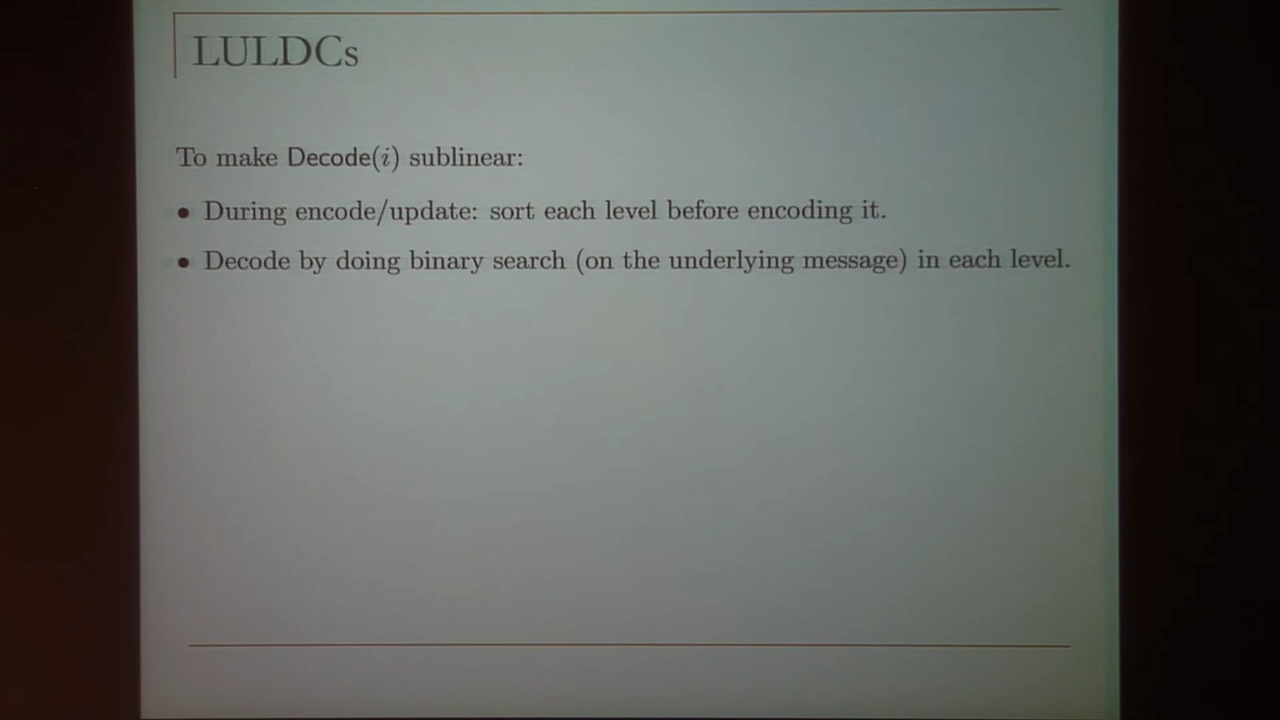 LULDCs
To make Decode(i) sublinear:
• During encode/update: sort each level before encoding it.
• Decode by doing binary search (on the underlying message) in each level.